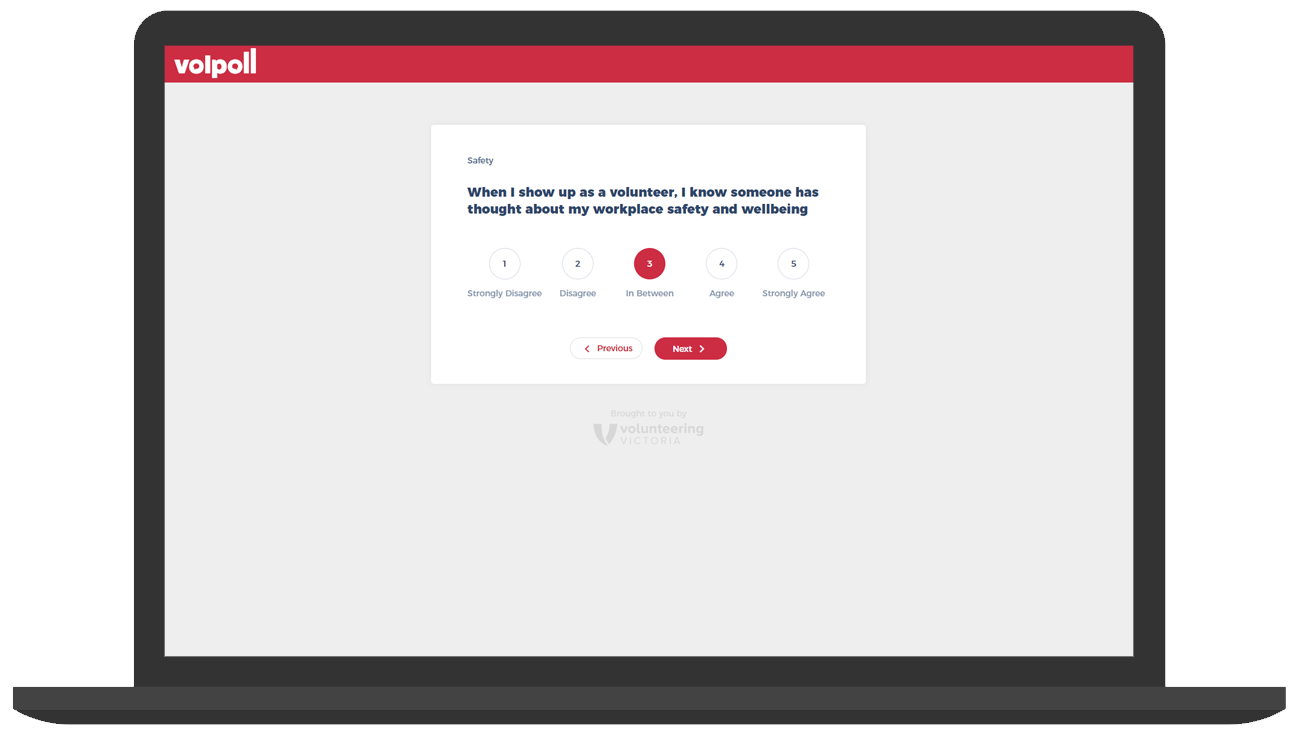 volpoll
Safety
When I show up as a volunteer, I know someone has
thought about my workplace safety and wellbeing
1
2
3
4
5
Strongly Disagree
Disagree
In Between
Agree
Strongly Agree
Previous
Next
Brought to you by
volunteering
VICTORIA